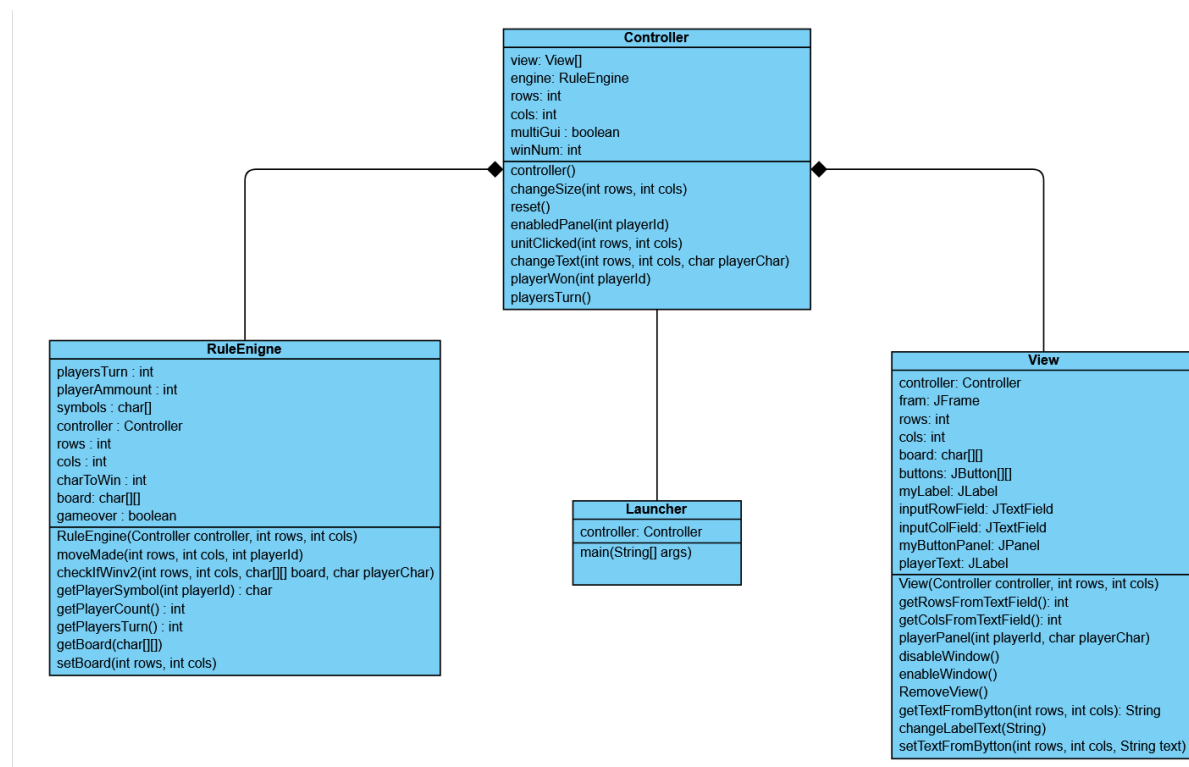 Controller
view: View[]
engine: RuleEngine
rows: int
cols: int
multiGui : boolean
winNum: int
controller()
changeSize(int rows, int cols)
reset()
enabledPanel(int playerId)
unitClicked(int rows, int cols)
changeText(int rows, int cols, char playerChar)
playerWon(int playerId)
playersTurn()
RuleEnigne
playersTurn : int
playerAmmount : int
symbols : char[]
controller : Controller
rows : int
cols : int
charToWin : int
board: char[][]
gameover : boolean
RuleEngine(Controller controller, int rows, int cols)
moveMade(int rows, int cols, int playerId)
checkIfWinv2(int rows, int cols, char[][] board, char playerChar)
getPlayerSymbol(int playerId) : char
getPlayerCount() : int
getPlayersTurn() : int
getBoard(char[][])
setBoard(int rows, int cols)
Launcher
controller: Controller
main(String[] args)
View
controller: Controller
fram: JFrame
rows: int
cols: int
board: char[][]
buttons: JButton[][]
myLabel: JLabel
inputRowField: JTextField
inputColField: JTextField
myButtonPanel: JPanel
playerText: JLabel
View(Controller controller, int rows, int cols)
getRowsFromTextField(): int
getColsFromTextField(): int
playerPanel(int playerId, char playerChar)
disableWindow()
enableWindow()
RemoveView()
getTextFromBytton(int rows, int cols): String
changeLabelText(String)
setTextFromBytton(int rows, int cols, String text)